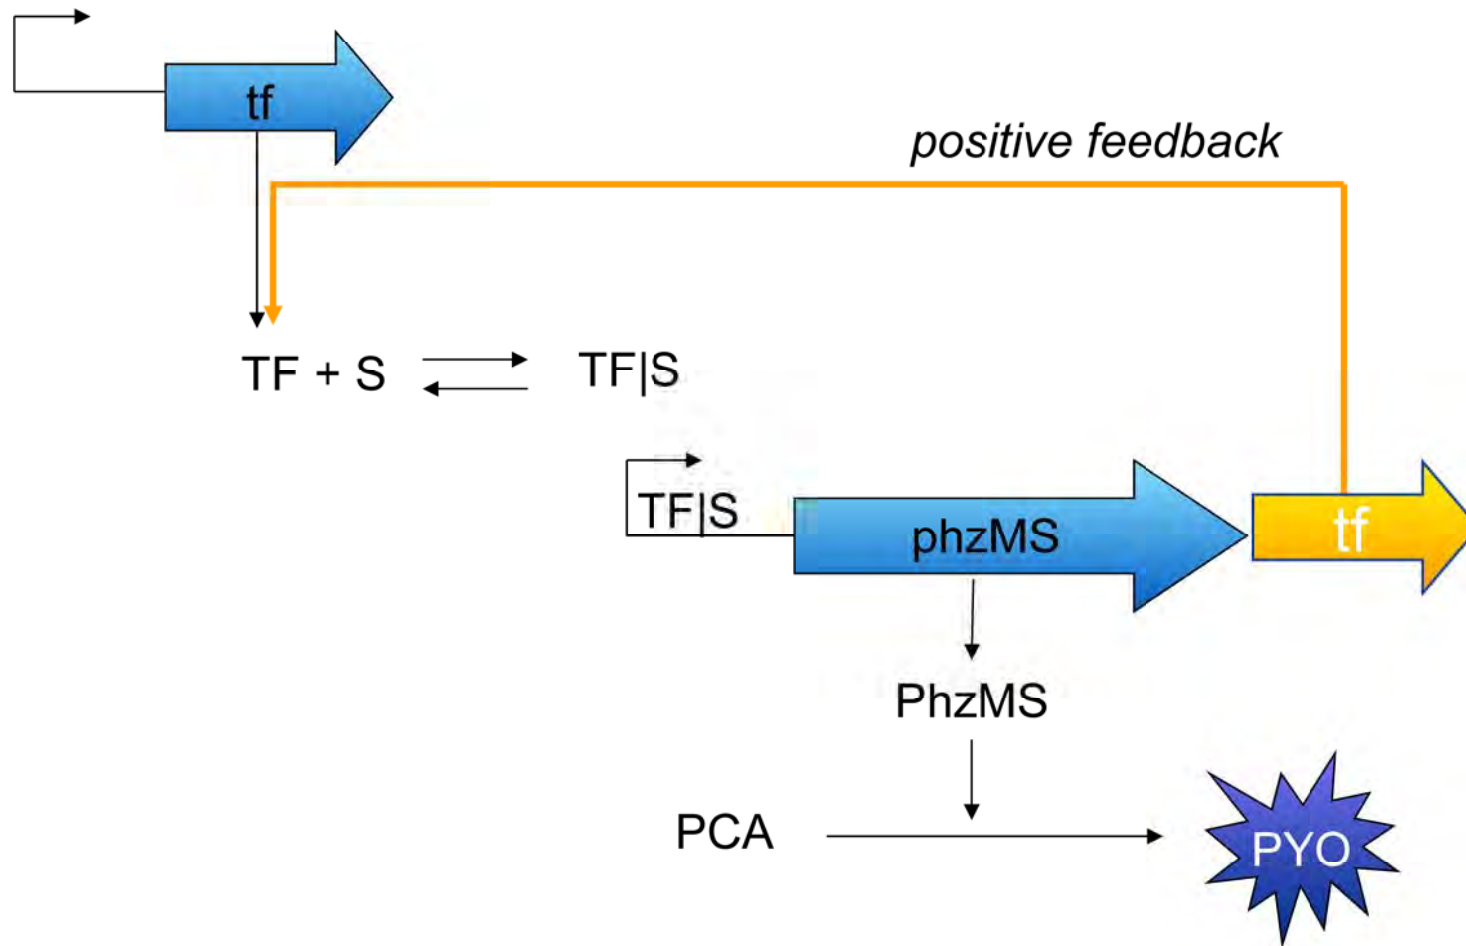 tf
positive feedback
TF + S
TF|S
TF|S
phzMS
tf
PhzMS
PCA
PYO